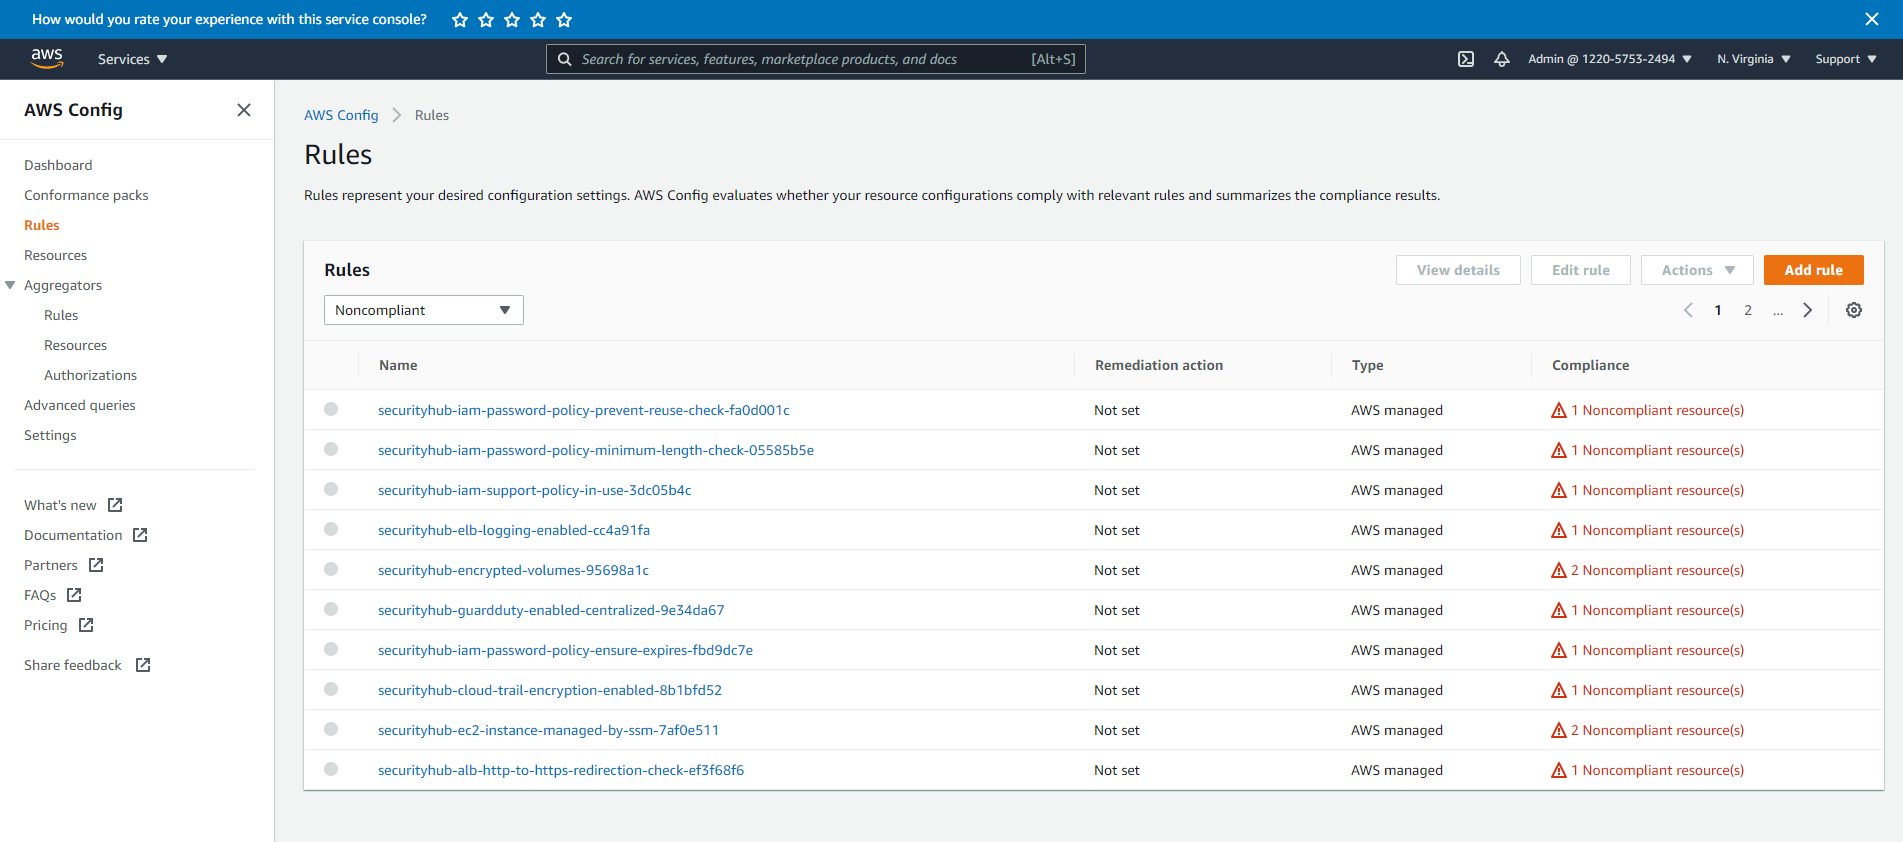 How would you rate your experience with this service console?
aws Services Search for services, features, marketplace products, and docs [Alt+S] Admin @ 1220-5753-2494 N. Virginia Support
AWS Config
Dashboard
Conformance packs
Rules
Resources
Aggregators
Rules
Resources
Authorizations
Advanced queries
Settings
What's new
Documentation
Partners
FAQs
Pricing
Share feedback
AWS Config Rules
Rules
Rules represent your desired configuration settings. AWS Config evaluates whether your resource configurations comply with relevant rules and summarizes the compliance results.
Rules View details Edit rule Actions Add rule
Noncompliant 1 2 ...
Name Remediation action Type Compliance
securityhub-iam-password-policy-prevent-reuse-check-fa0d001c Not set AWS managed 1 Noncompliant resource(s)
securityhub-iam-password-policy-minimum-length-check-05585b5e Not set AWS managed 1 Noncompliant resource(s)
securityhub-iam-support-policy-in-use-3dc05b4c Not set AWS managed 1 Noncompliant resource(s)
securityhub-elb-logging-enabled-cc4a91fa Not set AWS managed 1 Noncompliant resource(s)
securityhub-encrypted-volumes-95698a1c Not set AWS managed 2 Noncompliant resource(s)
securityhub-guardduty-enabled-centralized-9e34da67 Not set AWS managed 1 Noncompliant resource(s)
securityhub-iam-password-policy-ensure-expires-fbd9dc7e Not set AWS managed 1 Noncompliant resource(s)
securityhub-cloud-trail-encryption-enabled-8b1bfd52 Not set AWS managed 1 Noncompliant resource(s)
securityhub-ec2-instance-managed-by-ssm-7af0e511 Not set AWS managed 2 Noncompliant resource(s)
securityhub-alb-http-to-https-redirection-check-ef3f68f6 Not set AWS managed 1 Noncompliant resource(s)